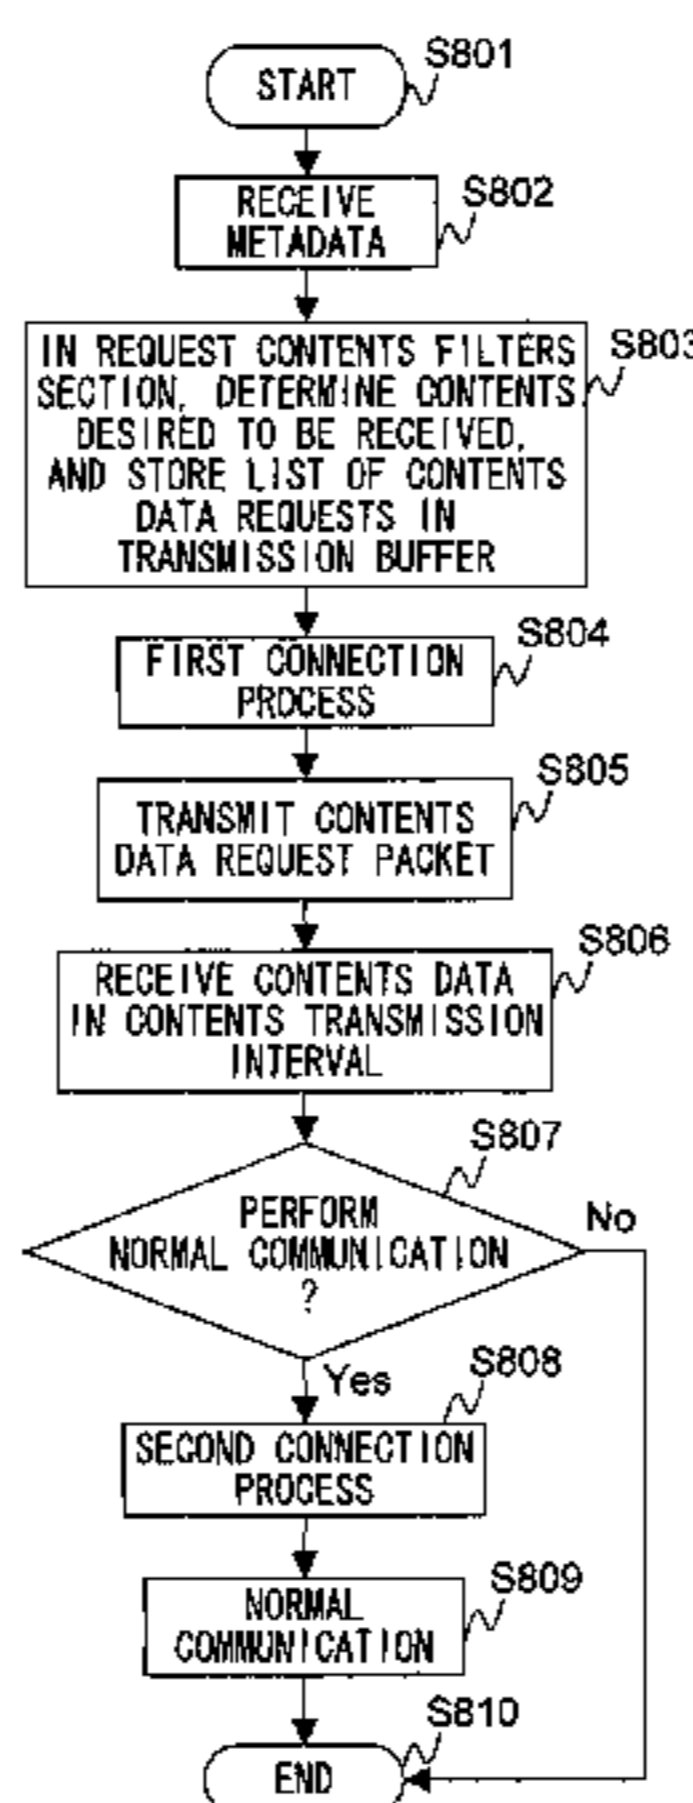 S801
START
S802
RECEIVE
METADATA
S803
IN REQUEST CONTENTS FILTERS
SECTION, DETERMINE CONTENTS
DESIRED TO BE RECEIVED,
AND STORE LIST OF CONTENTS
DATA REQUESTS IN
TRANSMISSION BUFFER
S804
FIRST CONNECTION
PROCESS
S805
TRANSMIT CONTENTS
DATA REQUEST PACKET
S806
RECEIVE CONTENTS DATA
IN CONTENTS TRANSMISSION
INTERVAL
S807
PERFORM
NORMAL COMMUNICATION
?
No
Yes
S808
SECOND CONNECTION
PROCESS
S809
NORMAL
COMMUNICATION
S810
END